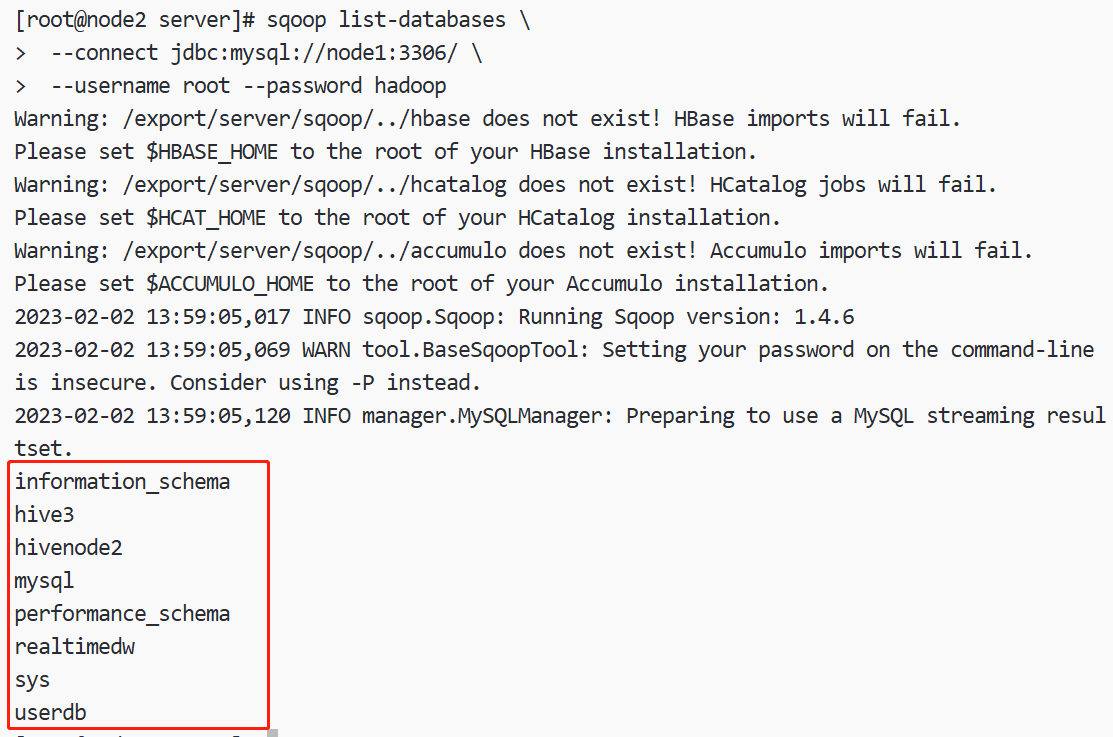 [root@node2 server]# sqoop list-databases \
>  --connect jdbc:mysql://node1:3306/ \
>  --username root --password hadoop
Warning: /export/server/sqoop/../hbase does not exist! HBase imports will fail.
Please set $HBASE_HOME to the root of your HBase installation.
Warning: /export/server/sqoop/../hcatalog does not exist! HCatalog jobs will fail.
Please set $HCAT_HOME to the root of your HCatalog installation.
Warning: /export/server/sqoop/../accumulo does not exist! Accumulo imports will fail.
Please set $ACCUMULO_HOME to the root of your Accumulo installation.
2023-02-02 13:59:05,017 INFO sqoop.Sqoop: Running Sqoop version: 1.4.6
2023-02-02 13:59:05,069 WARN tool.BaseSqoopTool: Setting your password on the command-line
is insecure. Consider using -P instead.
2023-02-02 13:59:05,120 INFO manager.MySQLManager: Preparing to use a MySQL streaming resul
tset.
information_schema
hive3
hivenode2
mysql
performance_schema
realtimedw
sys
userdb